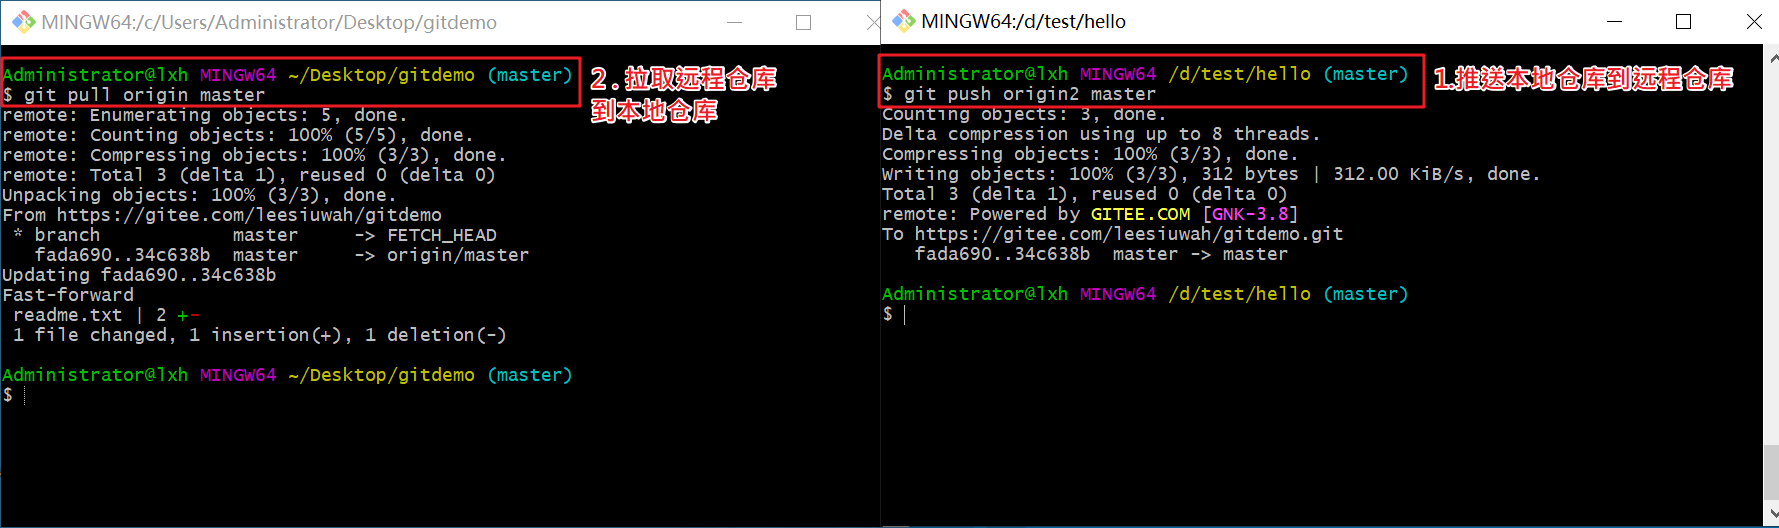 MINGW64:/c/Users/Administrator/Desktop/gitdemo
Administrator@lxh MINGW64 ~/Desktop/gitdemo (master)
$ git pull origin master
2.拉取远程仓库
到本地仓库
remote: Enumerating objects: 5, done.
remote: Counting objects: 100% (5/5), done.
remote: Compressing objects: 100% (3/3), done.
remote: Total 3 (delta 1), reused 0 (delta 0)
Unpacking objects: 100% (3/3), done.
From https://gitee.com/leesiuwah/gitdemo
 * branch            master     -> FETCH_HEAD
   fada690..34c638b  master     -> origin/master
Updating fada690..34c638b
Fast-forward
 readme.txt | 2 +-
 1 file changed, 1 insertion(+), 1 deletion(-)
Administrator@lxh MINGW64 ~/Desktop/gitdemo (master)
$
MINGW64:/d/test/hello
Administrator@lxh MINGW64 /d/test/hello (master)
$ git push origin2 master
1.推送本地仓库到远程仓库
Counting objects: 3, done.
Delta compression using up to 8 threads.
Compressing objects: 100% (3/3), done.
Writing objects: 100% (3/3), 312 bytes | 312.00 KiB/s, done.
Total 3 (delta 1), reused 0 (delta 0)
remote: Powered by GITEE.COM [GNK-3.8]
To https://gitee.com/leesiuwah/gitdemo.git
   fada690..34c638b  master -> master
Administrator@lxh MINGW64 /d/test/hello (master)
$